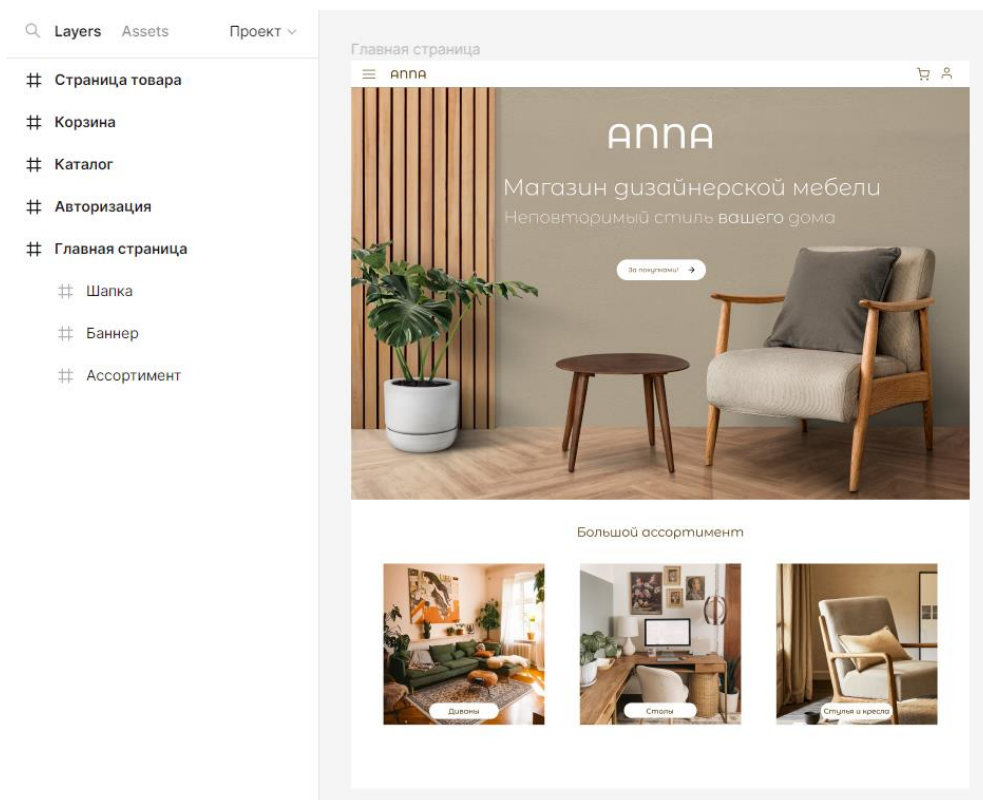 Layers Assets Проект
Страница товара
Корзина
Каталог
Авторизация
Главная страница
Шапка
Баннер
Ассортимент
Главная страница
ANNA
ANNA
Магазин дизайнерской мебели
Неповторимый стиль вашего дома
За покупками!
Большой ассортимент
Диваны
Столы
Стулья и кресла